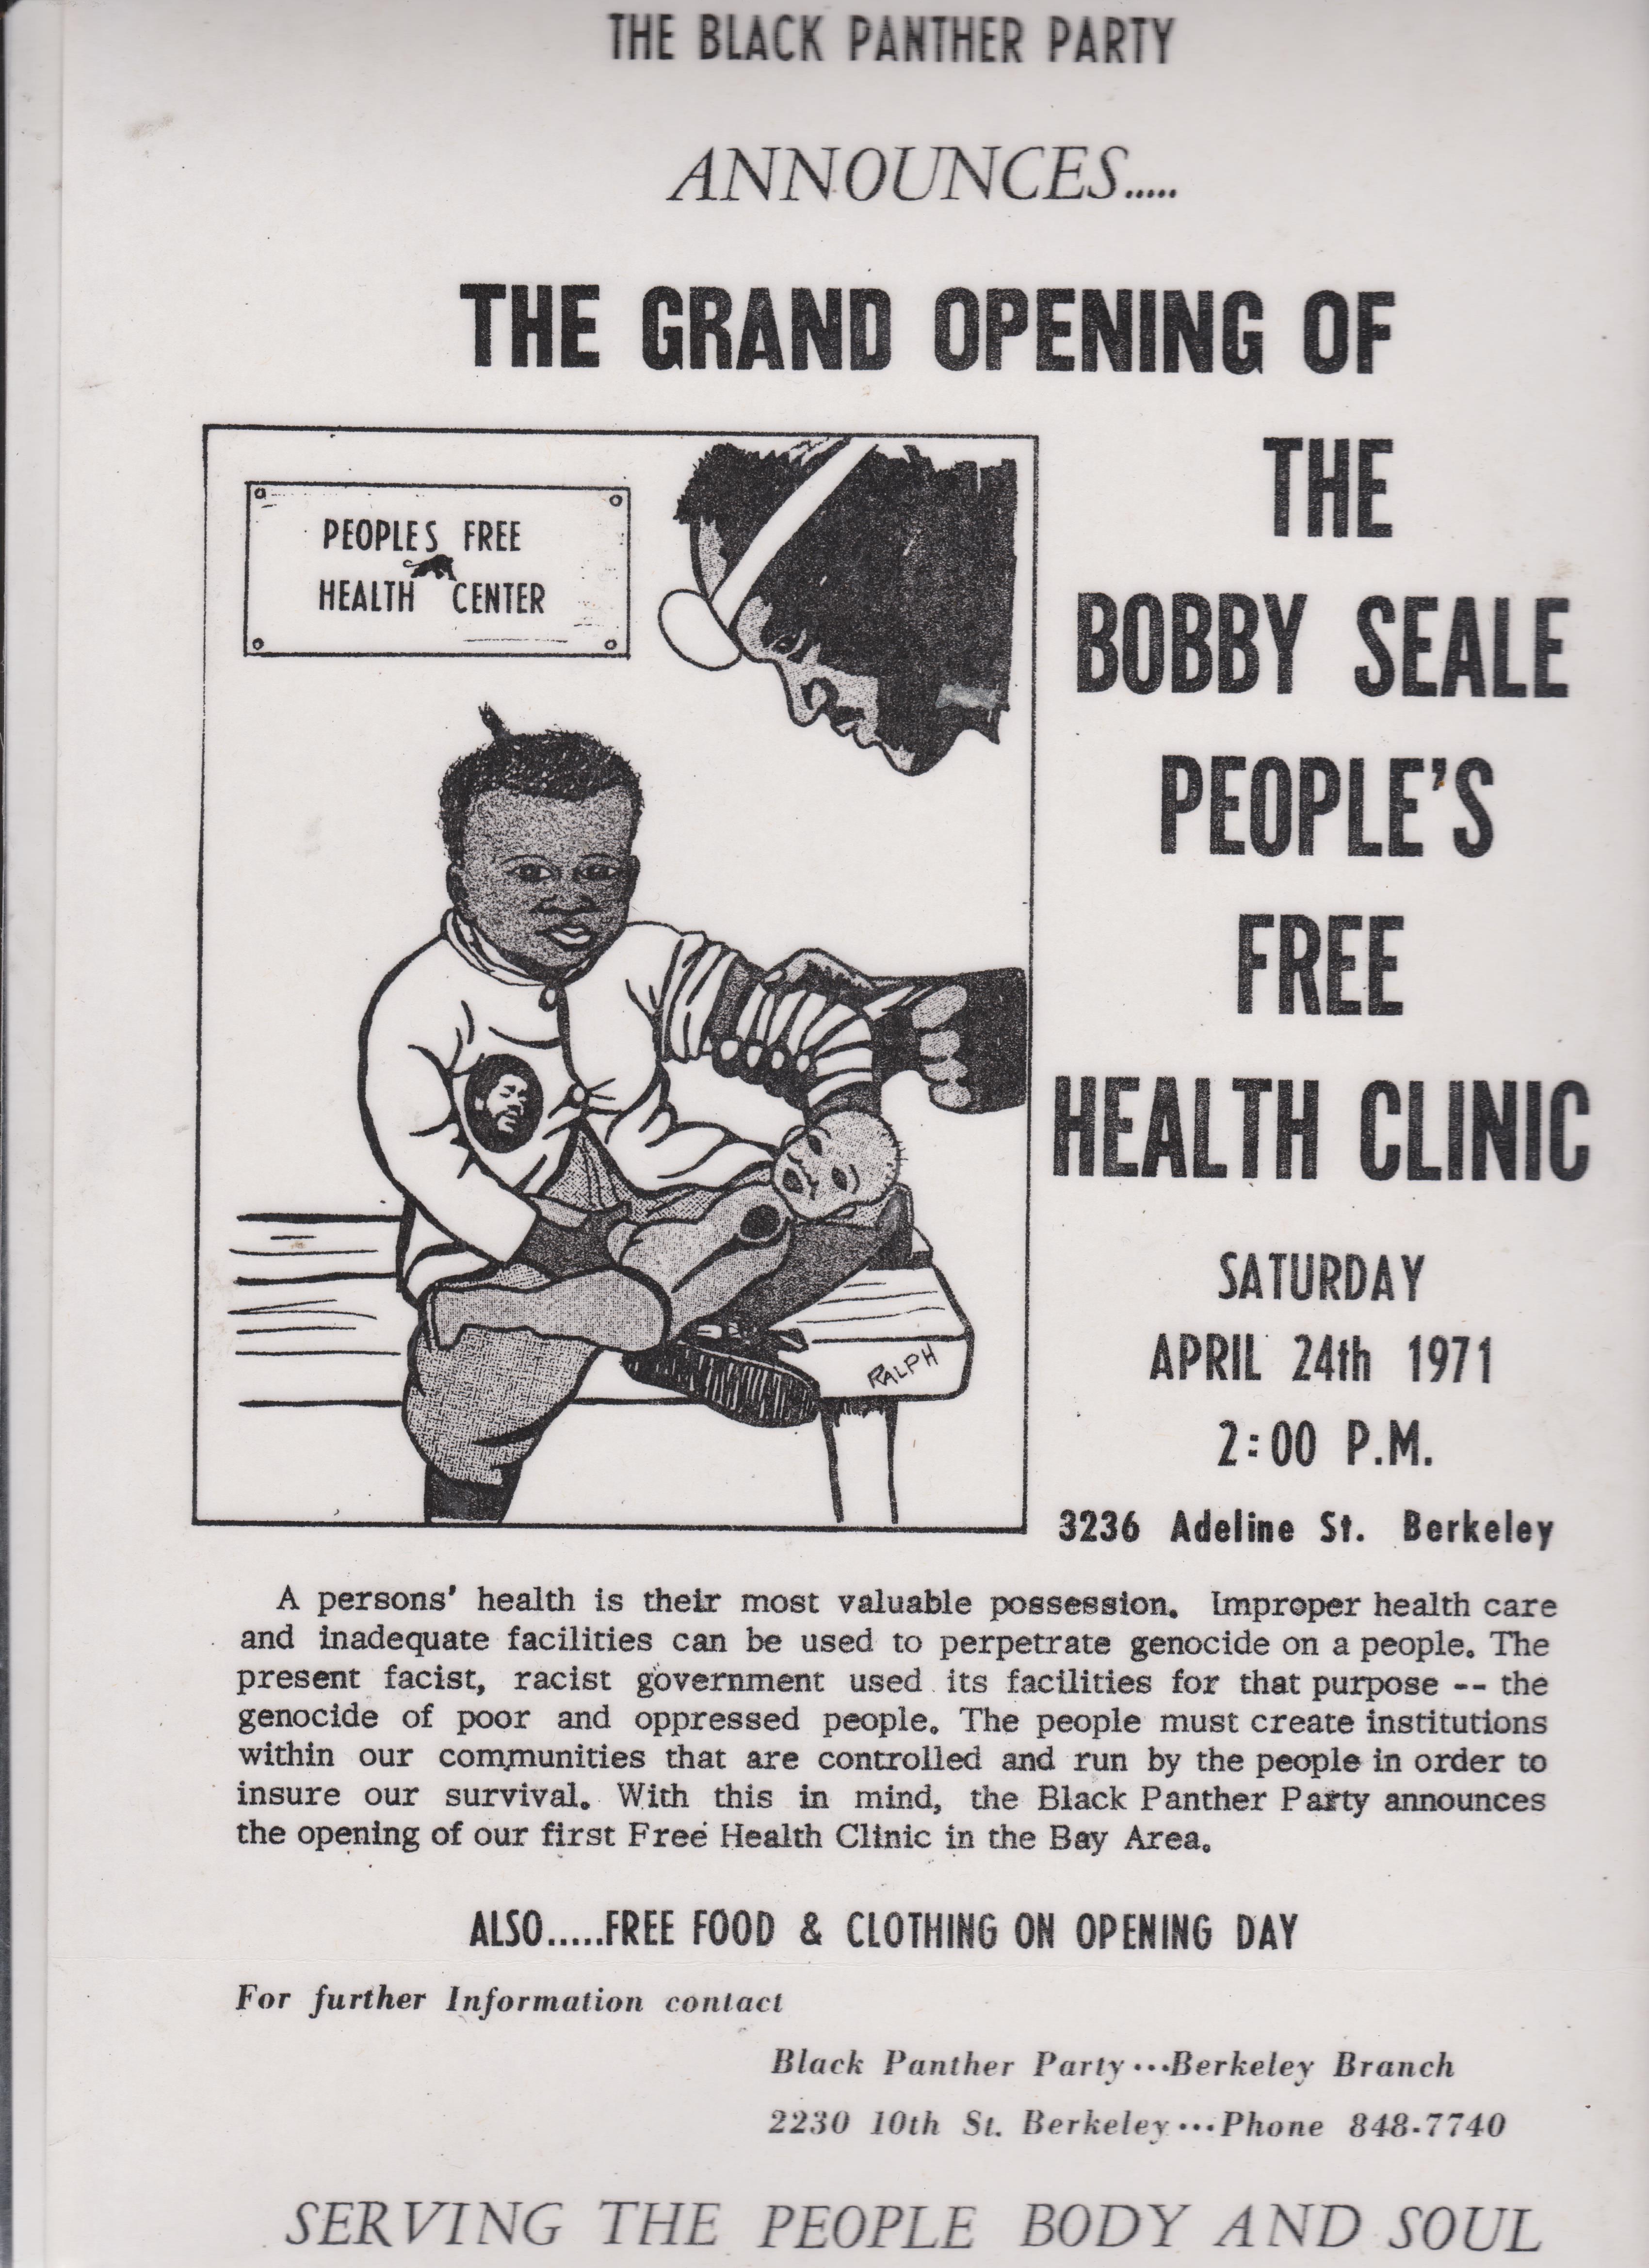 THE BLACK PANTHER PARTY
ANNOUNCES.....
THE GRAND OPENING OF
THE
BOBBY SEALE
PEOPLE'S
FREE
HEALTH CLINIC
SATURDAY
APRIL 24th 1971
2:00 P.M.
3236 Adeline St. Berkeley
PEOPLES FREE
HEALTH CENTER
RALPH
A persons' health is their most valuable possession. Improper health care
and inadequate facilities can be used to perpetrate genocide on a people. The
present facist, racist government used its facilities for that purpose -- the
genocide of poor and oppressed people. The people must create institutions
within our communities that are controlled and run by the people in order to
insure our survival. With this in mind, the Black Panther Party announces
the opening of our first Free Health Clinic in the Bay Area.
ALSO.....FREE FOOD & CLOTHING ON OPENING DAY
For further Information contact
Black Panther Party...Berkeley Branch
2230 10th St. Berkeley...Phone 848-7740
SERVING THE PEOPLE BODY AND SOUL